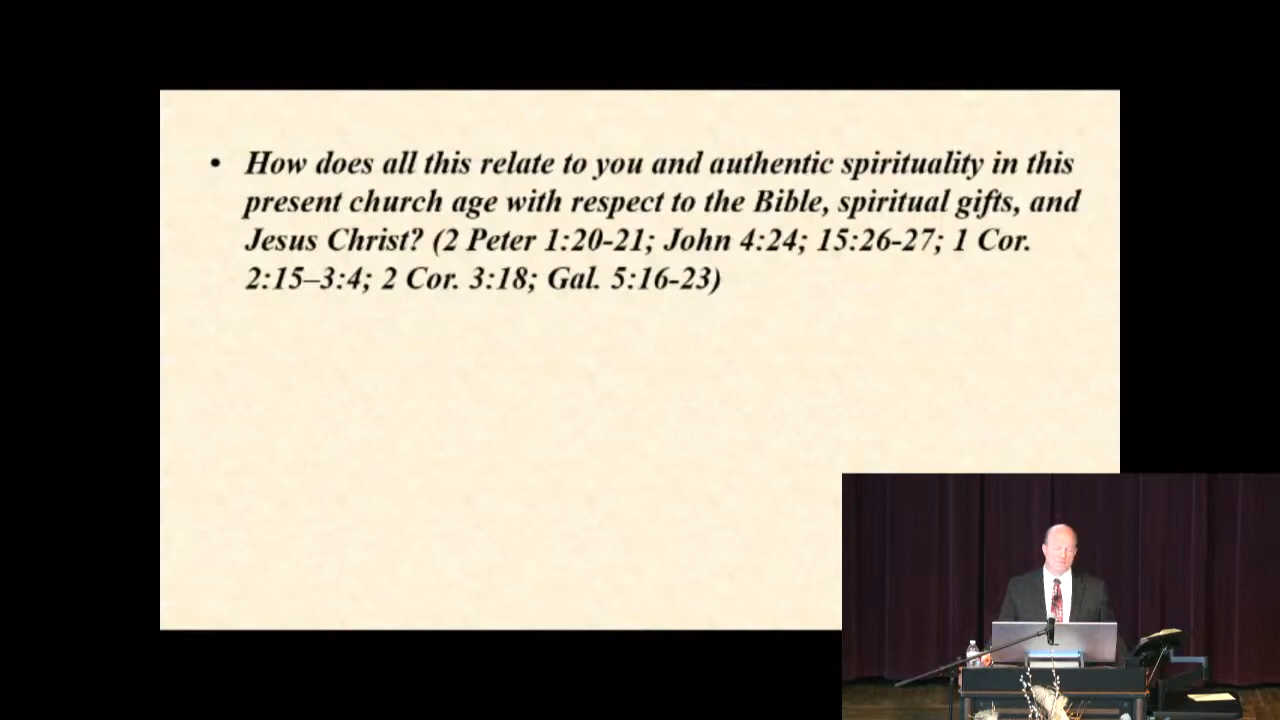 • How does all this relate to you and authentic spirituality in this
present church age with respect to the Bible, spiritual gifts, and
Jesus Christ? (2 Peter 1:20-21; John 4:24; 15:26-27; 1 Cor.
2:15–3:4; 2 Cor. 3:18; Gal. 5:16-23)